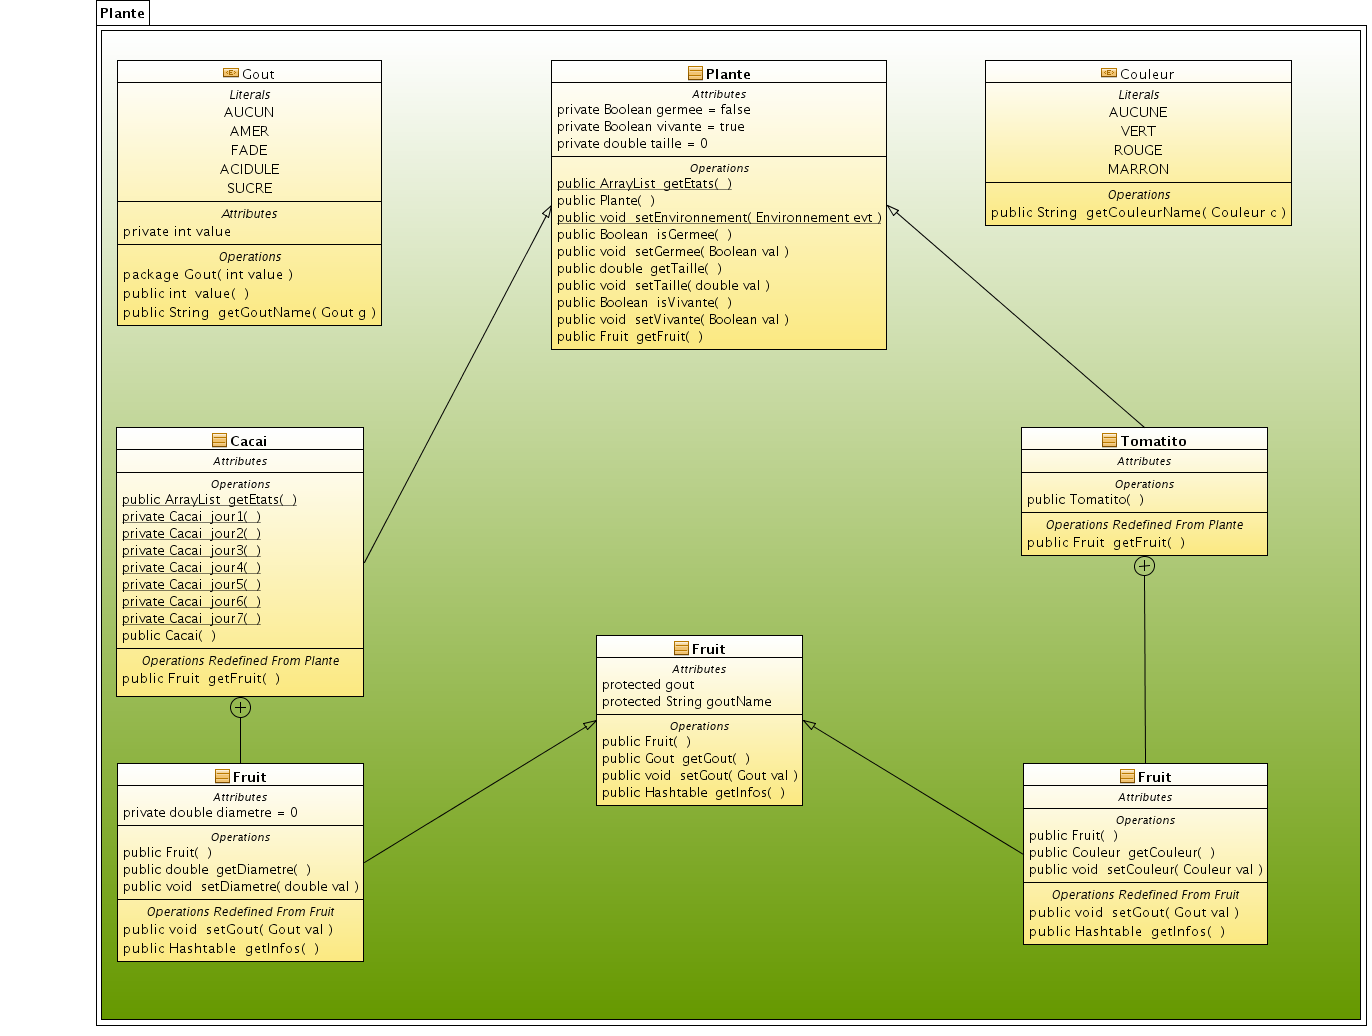 Plante
Gout
Literals
AUCUN
AMER
FADE
ACIDULE
SUCRE
Attributes
private int value
Operations
package Gout( int value )
public int value( )
public String getGoutName( Gout g )
Plante
Attributes
private Boolean germee = false
private Boolean vivante = true
private double taille = 0
Operations
public ArrayList getEtats( )
public Plante( )
public void setEnvironnement( Environnement evt )
public Boolean isGermee( )
public void setGermee( Boolean val )
public double getTaille( )
public void setTaille( double val )
public Boolean isVivante( )
public void setVivante( Boolean val )
public Fruit getFruit( )
Couleur
Literals
AUCUNE
VERT
ROUGE
MARRON
Operations
public String getCouleurName( Couleur c )
Cacai
Attributes
Operations
public ArrayList getEtats( )
private Cacai jour1( )
private Cacai jour2( )
private Cacai jour3( )
private Cacai jour4( )
private Cacai jour5( )
private Cacai jour6( )
private Cacai jour7( )
public Cacai( )
Operations Redefined From Plante
public Fruit getFruit( )
Tomatito
Attributes
Operations
public Tomatito( )
Operations Redefined From Plante
public Fruit getFruit( )
Fruit
Attributes
protected gout
protected String goutName
Operations
public Fruit( )
public Gout getGout( )
public void setGout( Gout val )
public Hashtable getInfos( )
Fruit
Attributes
private double diametre = 0
Operations
public Fruit( )
public double getDiametre( )
public void setDiametre( double val )
Operations Redefined From Fruit
public void setGout( Gout val )
public Hashtable getInfos( )
Fruit
Attributes
Operations
public Fruit( )
public Couleur getCouleur( )
public void setCouleur( Couleur val )
Operations Redefined From Fruit
public void setGout( Gout val )
public Hashtable getInfos( )